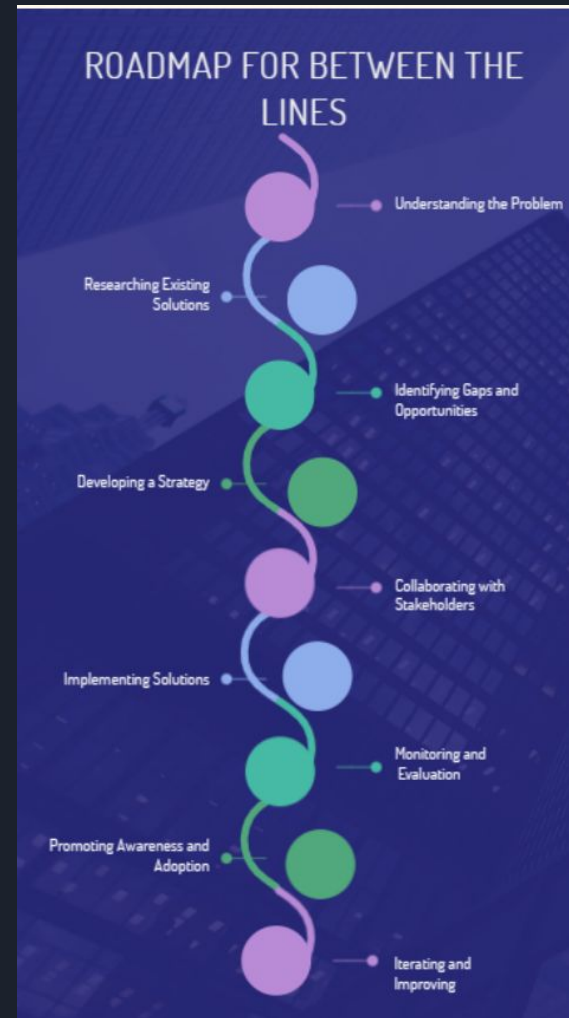 ROADMAP FOR BETWEEN THE
LINES
Understanding the Problem
Researching Existing
Solutions
Identifying Gaps and
Opportunities
Developing a Strategy
Collaborating with
Stakeholders
Implementing Solutions
Monitoring and
Evaluation
Promoting Awareness and
Adoption
Iterating and
Improving